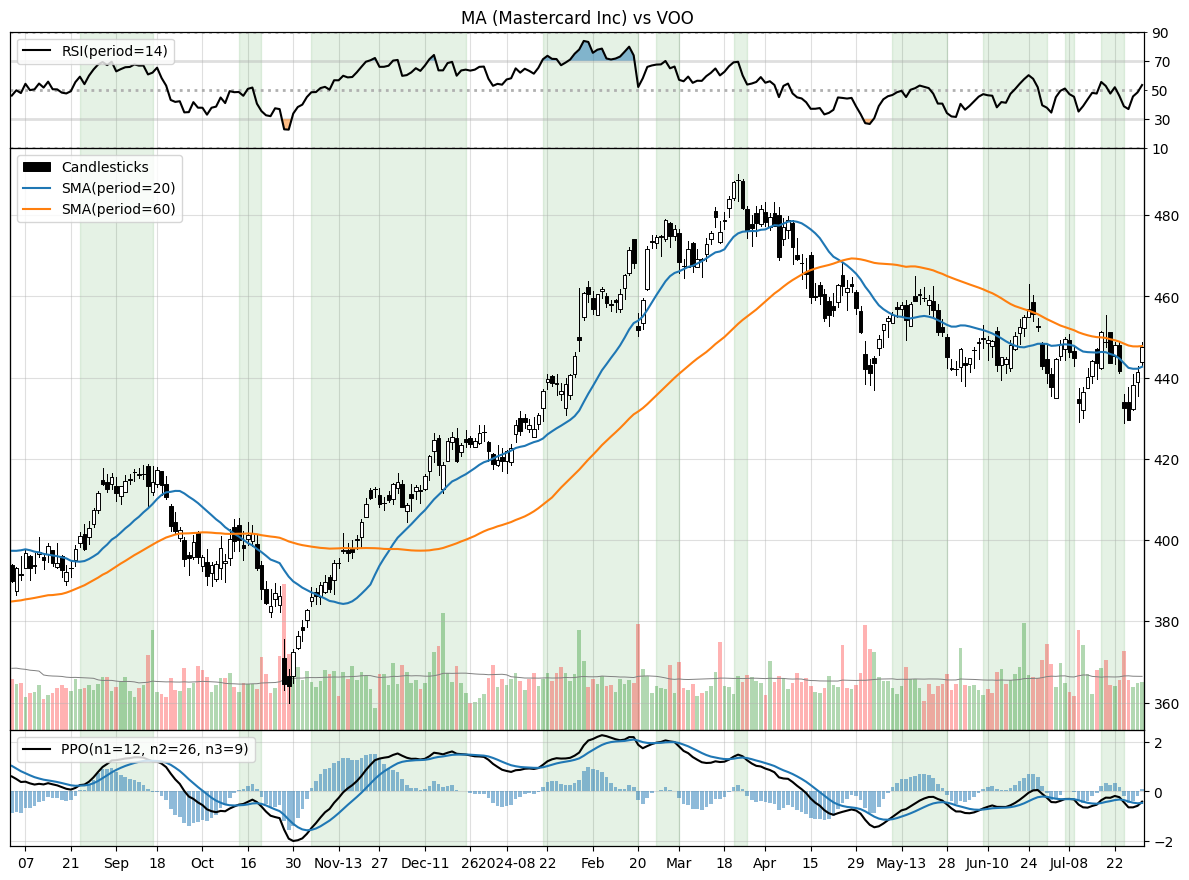 MA (Mastercard Inc) vs VOO
RSI(period=14)
90
70
50
30
10
Candlesticks
SMA(period=20)
SMA(period=60)
480
460
440
420
400
380
360
PPO(n1=12, n2=26, n3=9)
2
0
−2
07 21 Sep 18 Oct 16 30 Nov-13 27 Dec-11 26 2024-08 22 Feb 20 Mar 18 Apr 15 29 May-13 28 Jun-10 24 Jul-08 22